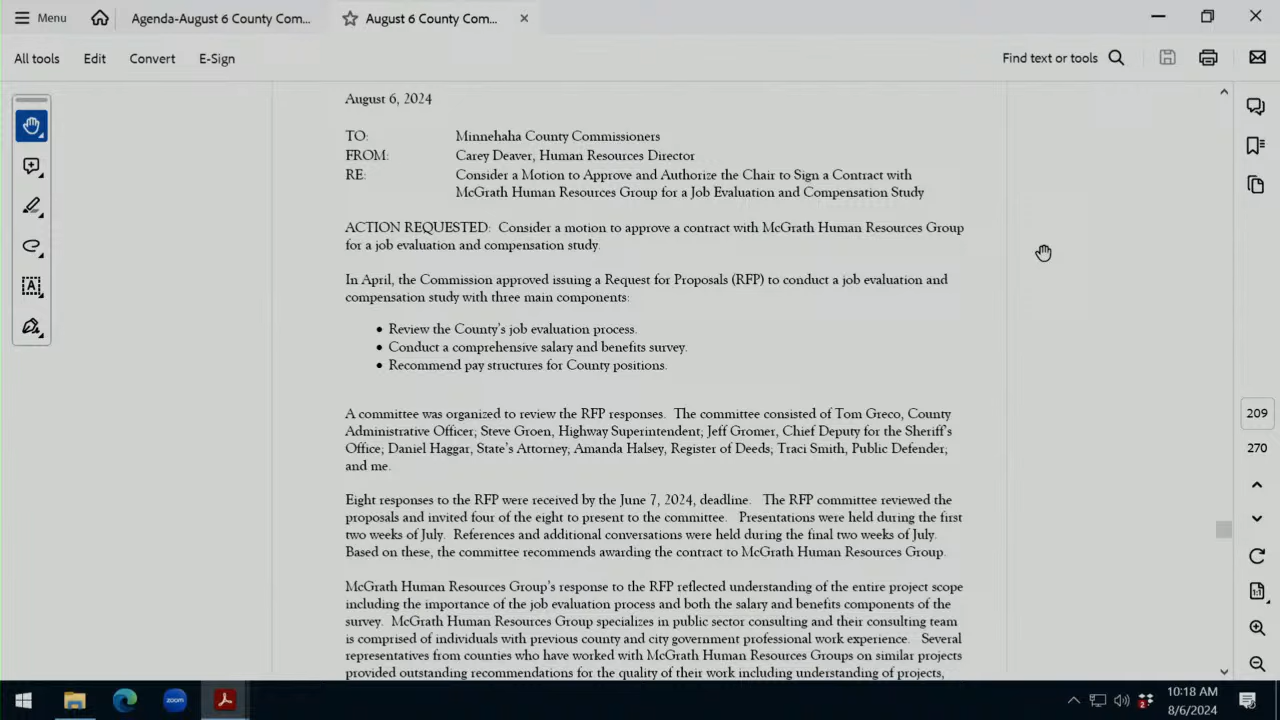 Menu
Agenda-August 6 County Com...
August 6 County Com...
All tools
Edit
Convert
E-Sign
Find text or tools
August 6, 2024
TO: Minnehaha County Commissioners
FROM: Carey Deaver, Human Resources Director
RE: Consider a Motion to Approve and Authorize the Chair to Sign a Contract with
McGrath Human Resources Group for a Job Evaluation and Compensation Study
ACTION REQUESTED: Consider a motion to approve a contract with McGrath Human Resources Group
for a job evaluation and compensation study.
In April, the Commission approved issuing a Request for Proposals (RFP) to conduct a job evaluation and
compensation study with three main components:
• Review the County's job evaluation process.
• Conduct a comprehensive salary and benefits survey.
• Recommend pay structures for County positions.
A committee was organized to review the RFP responses. The committee consisted of Tom Greco, County
Administrative Officer; Steve Groen, Highway Superintendent; Jeff Gromer, Chief Deputy for the Sheriff's
Office; Daniel Haggar, State's Attorney; Amanda Halsey, Register of Deeds; Traci Smith, Public Defender;
and me.
Eight responses to the RFP were received by the June 7, 2024, deadline. The RFP committee reviewed the
proposals and invited four of the eight to present to the committee. Presentations were held during the first
two weeks of July. References and additional conversations were held during the final two weeks of July.
Based on these, the committee recommends awarding the contract to McGrath Human Resources Group.
McGrath Human Resources Group's response to the RFP reflected understanding of the entire project scope
including the importance of the job evaluation process and both the salary and benefits components of the
survey. McGrath Human Resources Group specializes in public sector consulting and their consulting team
is comprised of individuals with previous county and city government professional work experience. Several
representatives from counties who have worked with McGrath Human Resources Groups on similar projects
provided outstanding recommendations for the quality of their work including understanding of projects,
209
270
1:1
zoom
10:18 AM
8/6/2024